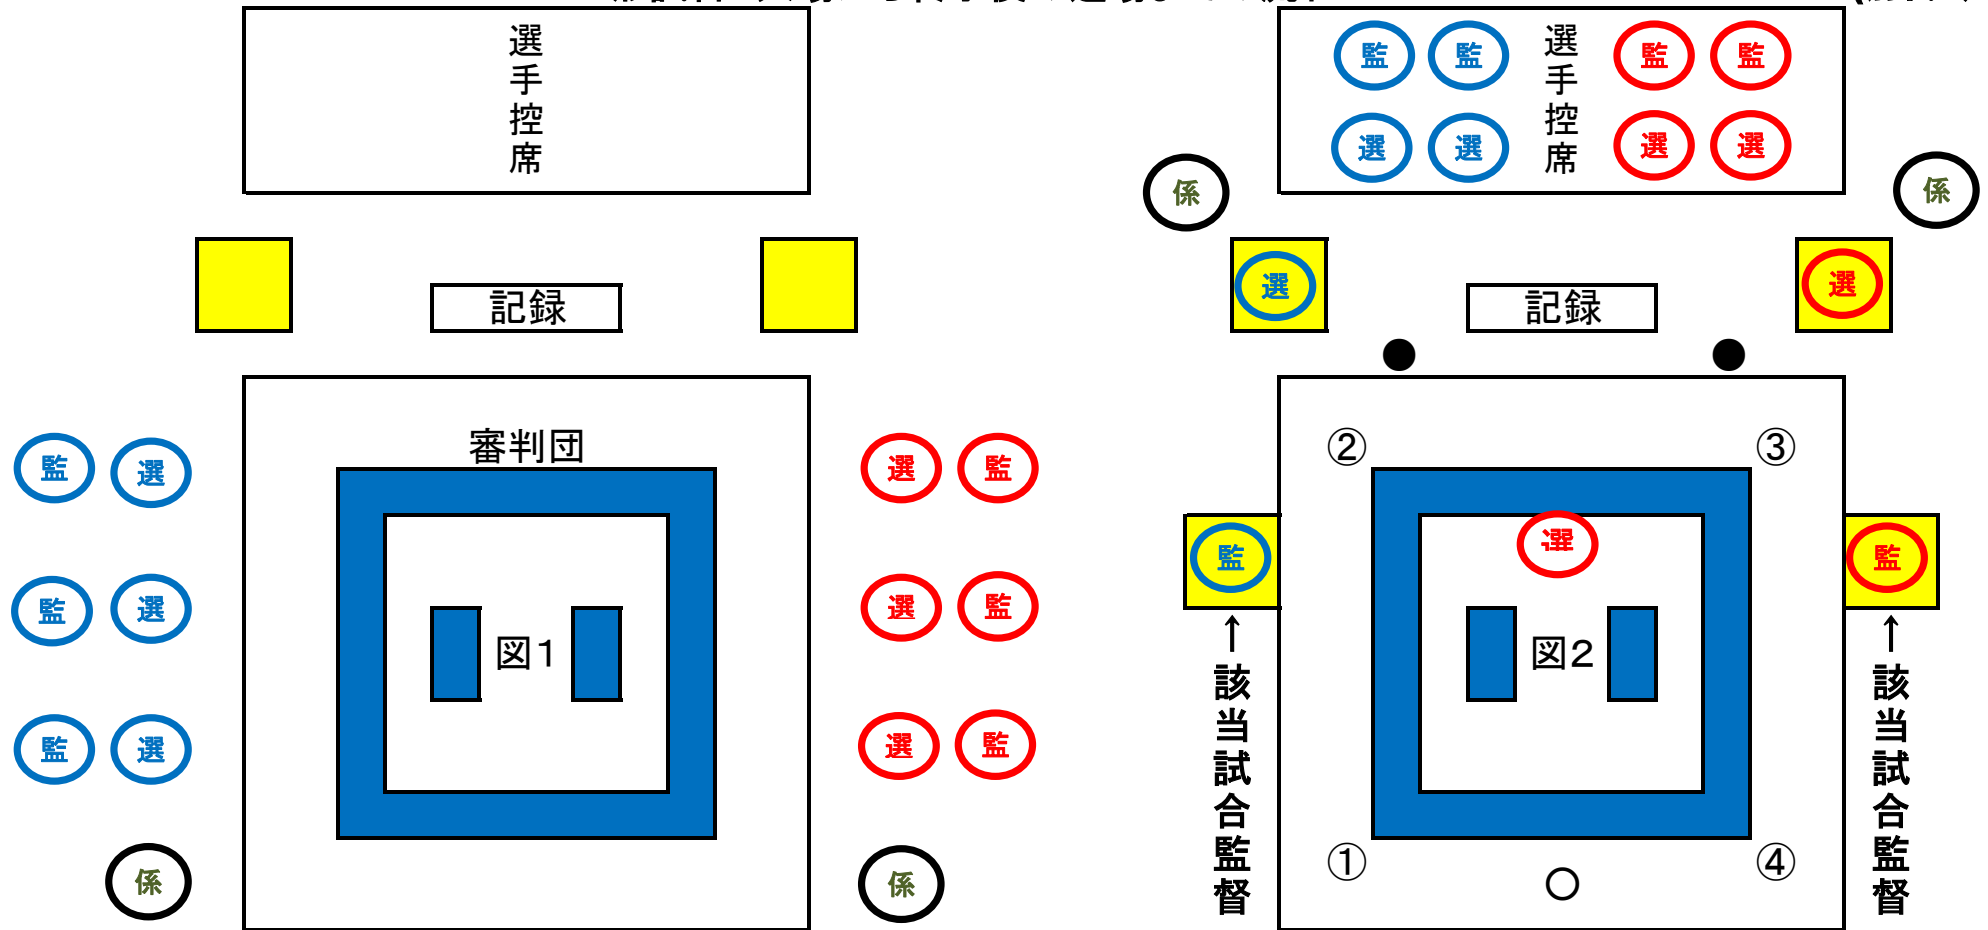 選手控席
記録
審判団
監 選
選 監
監 選
選 監
監 選
選 監
図1
係
係
監 監
選手控席
監 監
選 選
選 選
係
係
選
選
記録
②
③
監
選
監
図2
↑該当試合監督
↑該当試合監督
①
④